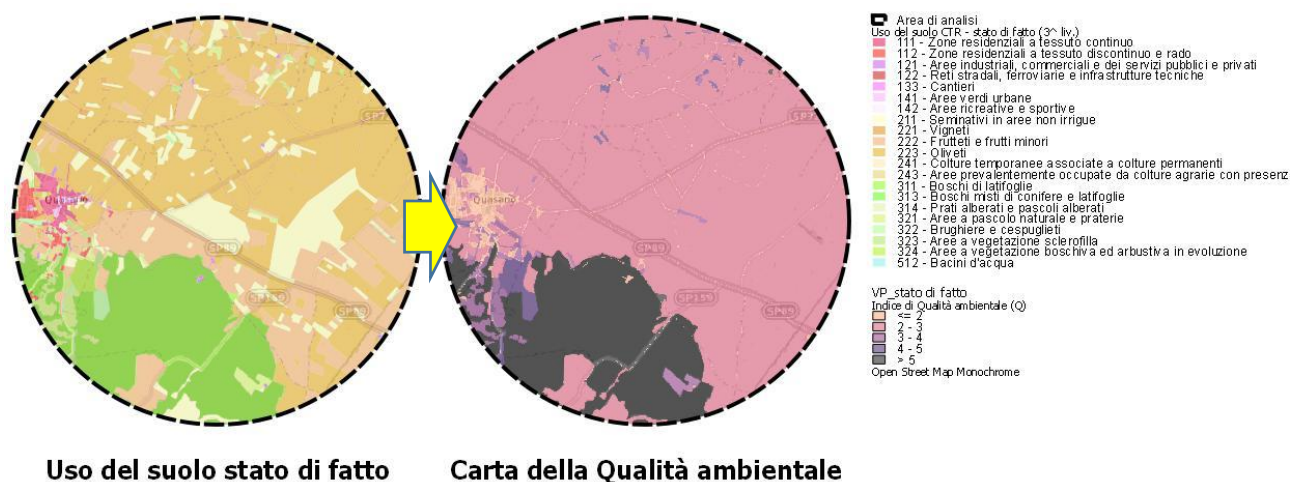 Area di analisi
Uso del suolo CTR - stato di fatto (3^ liv.)
111 - Zone residenziali a tessuto continuo
112 - Zone residenziali a tessuto discontinuo e rado
121 - Aree industriali, commerciali e dei servizi pubblici e privati
122 - Reti stradali, ferroviarie e infrastrutture tecniche
133 - Cantieri
141 - Aree verdi urbane
142 - Aree ricreative e sportive
211 - Seminativi in aree non irrigue
221 - Vigneti
222 - Frutteti e frutti minori
223 - Oliveti
241 - Colture temporanee associate a colture permanenti
243 - Aree prevalentemente occupate da colture agrarie con presenz
311 - Boschi di latifoglie
313 - Boschi misti di conifere e latifoglie
314 - Prati alberati e pascoli alberati
321 - Aree a pascolo naturale e praterie
322 - Brughiere e cespuglieti
323 - Aree a vegetazione sclerofilla
324 - Aree a vegetazione boschiva ed arbustiva in evoluzione
512 - Bacini d'acqua
VP_stato di fatto
Indice di Qualità ambientale (Q)
<= 2
2 - 3
3 - 4
4 - 5
> 5
Open Street Map Monochrome
SP89
SP159
SP89
Quasano
SP89
SP159
SP89
Uso del suolo stato di fatto
Carta della Qualità ambientale